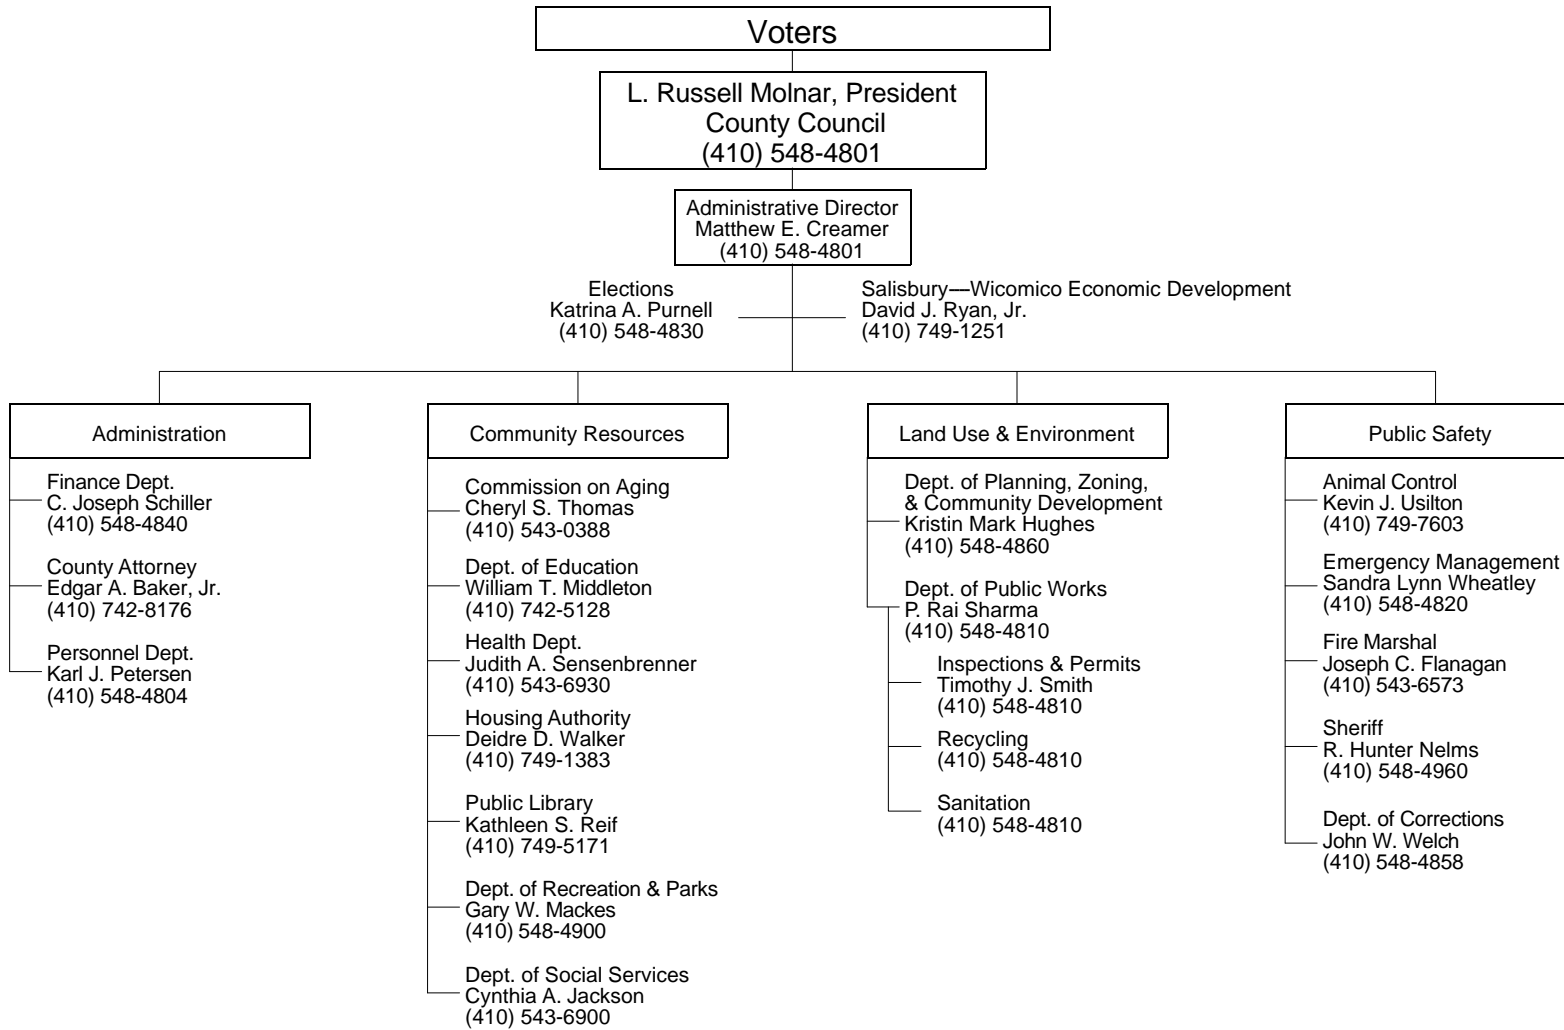 Voters
L. Russell Molnar, President
County Council
(410) 548-4801
Administrative Director
Matthew E. Creamer
(410) 548-4801
Elections
Katrina A. Purnell
(410) 548-4830
Salisbury—Wicomico Economic Development
David J. Ryan, Jr.
(410) 749-1251
Administration
Finance Dept.
C. Joseph Schiller
(410) 548-4840
County Attorney
Edgar A. Baker, Jr.
(410) 742-8176
Personnel Dept.
Karl J. Petersen
(410) 548-4804
Community Resources
Commission on Aging
Cheryl S. Thomas
(410) 543-0388
Dept. of Education
William T. Middleton
(410) 742-5128
Health Dept.
Judith A. Sensenbrenner
(410) 543-6930
Housing Authority
Deidre D. Walker
(410) 749-1383
Public Library
Kathleen S. Reif
(410) 749-5171
Dept. of Recreation & Parks
Gary W. Mackes
(410) 548-4900
Dept. of Social Services
Cynthia A. Jackson
(410) 543-6900
Land Use & Environment
Dept. of Planning, Zoning,
& Community Development
Kristin Mark Hughes
(410) 548-4860
Dept. of Public Works
P. Rai Sharma
(410) 548-4810
Inspections & Permits
Timothy J. Smith
(410) 548-4810
Recycling
(410) 548-4810
Sanitation
(410) 548-4810
Public Safety
Animal Control
Kevin J. Usilton
(410) 749-7603
Emergency Management
Sandra Lynn Wheatley
(410) 548-4820
Fire Marshal
Joseph C. Flanagan
(410) 543-6573
Sheriff
R. Hunter Nelms
(410) 548-4960
Dept. of Corrections
John W. Welch
(410) 548-4858